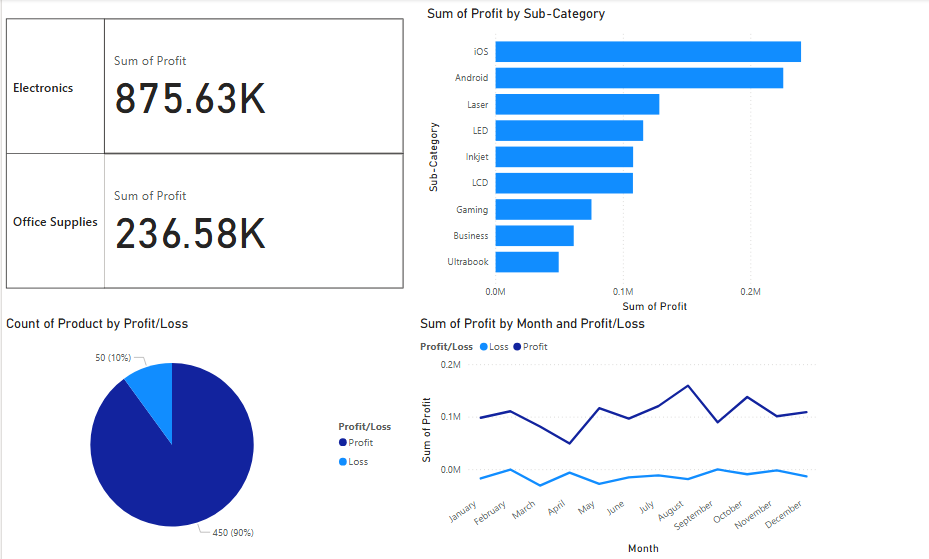 Electronics
Sum of Profit
875.63K
Office Supplies
Sum of Profit
236.58K
Sum of Profit by Sub-Category
Sub-Category
iOS
Android
Laser
LED
Inkjet
LCD
Gaming
Business
Ultrabook
0.0M 0.1M 0.2M
Sum of Profit
Count of Product by Profit/Loss
50 (10%)
450 (90%)
Profit/Loss
Profit
Loss
Sum of Profit by Month and Profit/Loss
Profit/Loss Loss Profit
Sum of Profit
0.2M
0.1M
0.0M
January February March April May June July August September October November December
Month